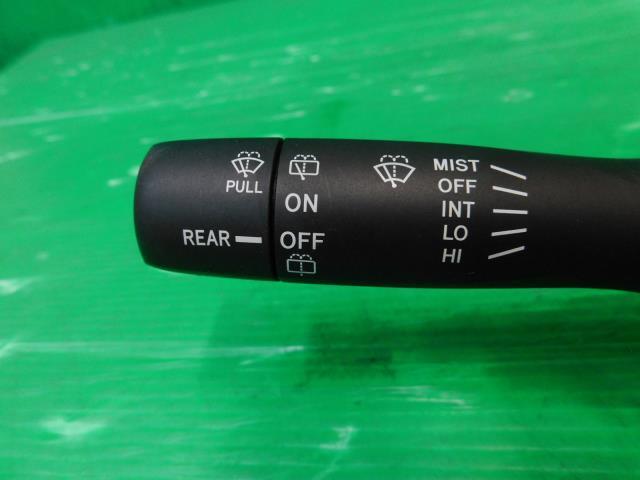 PULL
REAR
ON
OFF
MIST
OFF
INT
LO
HI